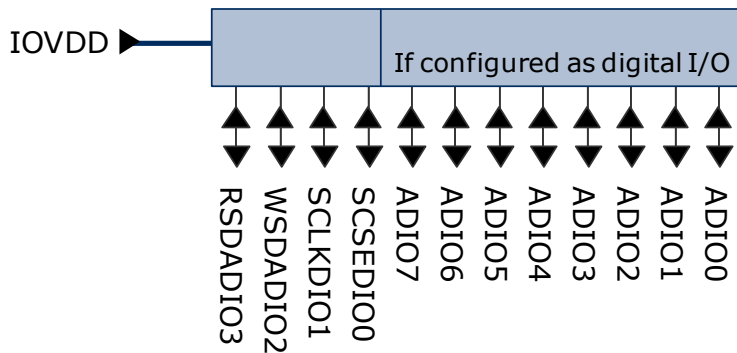 IOVDD
If configured as digital I/O
RSDADIO3
WSDADIO2
SCLKDIO1
SCSEDIO0
ADIO7
ADIO6
ADIO5
ADIO4
ADIO3
ADIO2
ADIO1
ADIO0